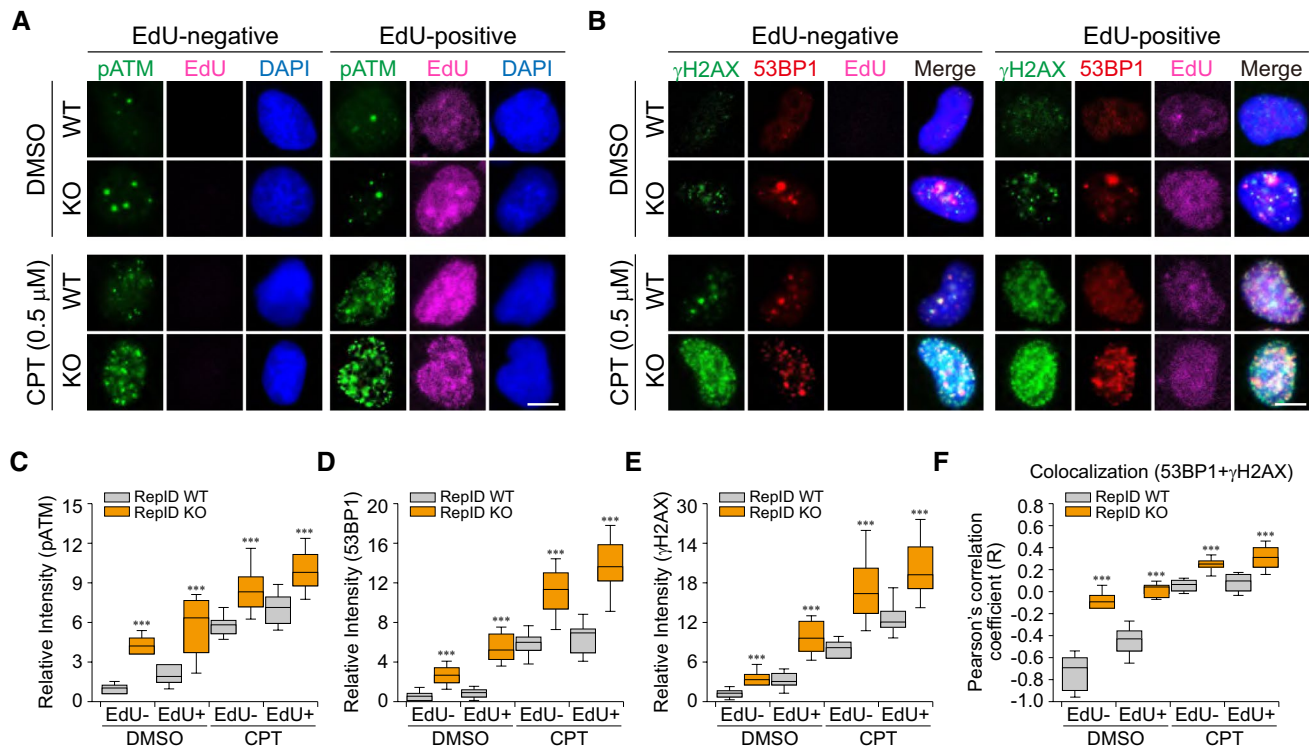 A
EdU-negative EdU-positive
pATM EdU DAPI pATM EdU DAPI
DMSO
WT
KO
CPT (0.5 μM)
WT
KO
B
EdU-negative EdU-positive
γH2AX 53BP1 EdU Merge γH2AX 53BP1 EdU Merge
DMSO
WT
KO
CPT (0.5 μM)
WT
KO
C
RepID WT
RepID KO
Relative Intensity (pATM)
15
12
9
6
3
0
*** *** *** ***
EdU- EdU+ EdU- EdU+
DMSO CPT
D
RepID WT
RepID KO
Relative Intensity (53BP1)
20
16
12
8
4
0
*** *** *** ***
EdU- EdU+ EdU- EdU+
DMSO CPT
E
RepID WT
RepID KO
Relative Intensity (γH2AX)
30
24
18
12
6
0
*** *** *** ***
EdU- EdU+ EdU- EdU+
DMSO CPT
F
Colocalization (53BP1+γH2AX)
RepID WT
RepID KO
Pearson's correlation
coefficient (R)
0.8
0.6
0.4
0.2
0.0
-0.4
-0.6
-0.8
-1.0
*** *** *** ***
EdU- EdU+ EdU- EdU+
DMSO CPT